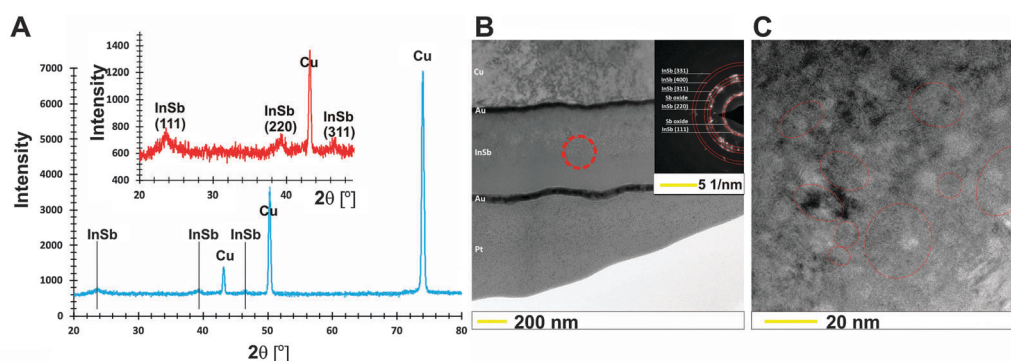 A
Intensity
7000
6000
5000
4000
3000
2000
1000
0
20
30
40
50
60
70
80
2θ [°]
InSb
InSb
InSb
Cu
Cu
Cu
Intensity
1400
1200
1000
800
600
400
20
30
40
2θ [°]
InSb
(111)
InSb
(220)
Cu
InSb
(311)
B
Cu
Au
InSb
Au
Pt
InSb (331)
InSb (400)
InSb (311)
Sb oxide
InSb (220)
Sb oxide
InSb (111)
5 1/nm
200 nm
C
20 nm